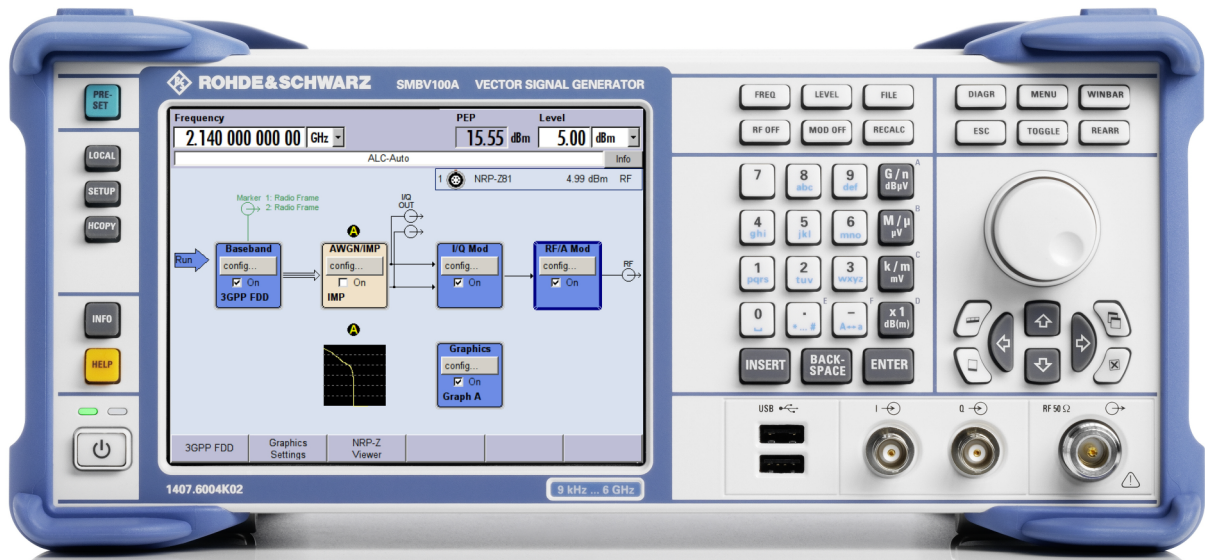 ROHDE&SCHWARZ SMBV100A VECTOR SIGNAL GENERATOR
PRE-
SET
LOCAL
SETUP
HCOPY
INFO
HELP
Frequency PEP Level
2.140 000 000 00 GHz 15.55 dBm 5.00 dBm
ALC-Auto Info
1 NRP-ZB1 4.99 dBm RF
Marker 1: Radio Frame
2: Radio Frame
I/Q
OUT
A
Run
Baseband
config...
On
3GPP FDD
AWGN/IMP
config...
On
IMP
I/Q Mod
config...
On
RF/A Mod
config...
On
RF
A
Graphics
config...
On
Graph A
3GPP FDD
Graphics
Settings
NRP-Z
Viewer
1407.6004K02
9 kHz ... 6 GHz
FREQ LEVEL FILE
RF OFF MOD OFF RECALC
DIAGR MENU WINBAR
ESC TOGGLE REARR
7
8
abc
9
def
G / n
dBµV
A
4
ghi
5
jkl
6
mno
M / µ
µV
B
1
pqrs
2
tuv
3
wxyz
k / m
mV
C
0
.
* ... #
E
–
A↔a
F
x 1
dB(m)
D
INSERT
BACK-
SPACE
ENTER
USB
I
Q
RF 50 Ω